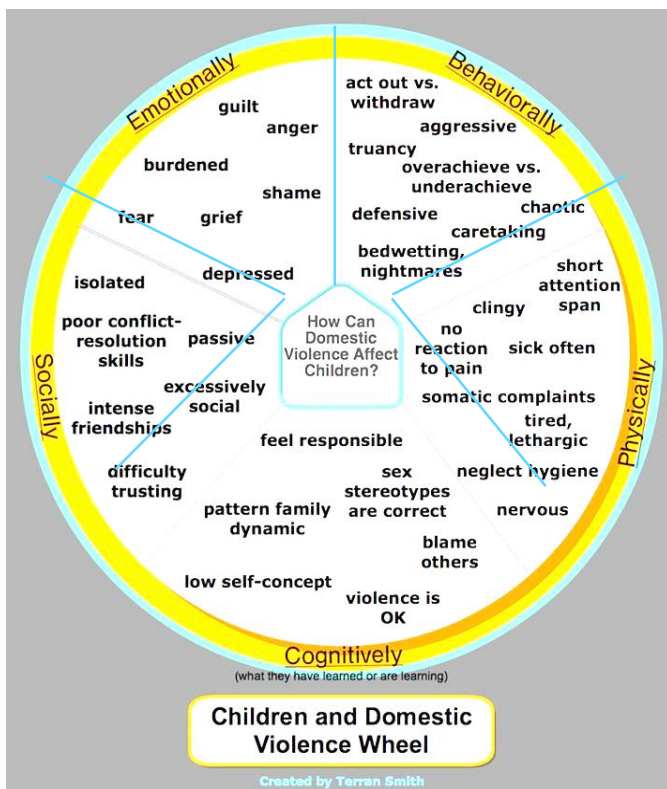 Emotionally
guilt
anger
burdened
shame
fear
grief
depressed
Behaviorally
act out vs.
withdraw
aggressive
truancy
overachieve vs.
underachieve
defensive
chaotic
caretaking
bedwetting,
nightmares
Physically
short
attention
span
clingy
no
reaction
to pain
sick often
somatic complaints
tired,
lethargic
neglect hygiene
nervous
Socially
isolated
poor conflict-
resolution
skills
passive
excessively
social
intense
friendships
difficulty
trusting
How Can
Domestic
Violence Affect
Children?
feel responsible
sex
stereotypes
are correct
pattern family
dynamic
blame
others
low self-concept
violence is
OK
Cognitively
(what they have learned or are learning)
Children and Domestic
Violence Wheel
Created by Terran Smith